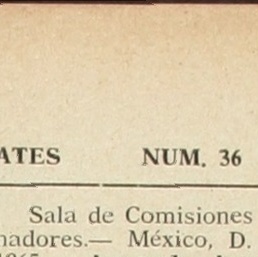 ATES NUM. 36
Sala de Comisiones
nadores.— México, D.